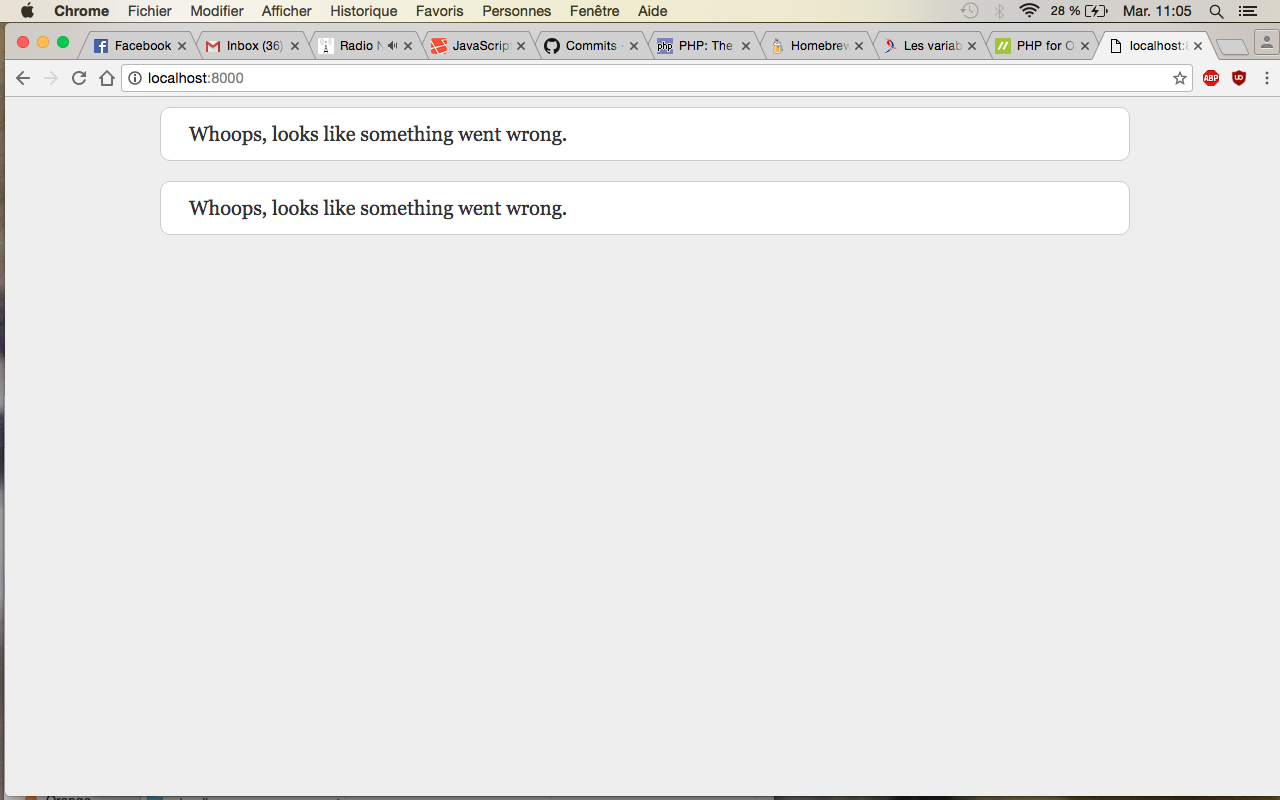 Chrome Fichier Modifier Afficher Historique Favoris Personnes Fenêtre Aide 28 % Mar. 11:05
Facebook Inbox (36) Radio JavaScript Commits php PHP: The Homebrew Les variab PHP for O localhost:
localhost:8000 ABP
Whoops, looks like something went wrong.
Whoops, looks like something went wrong.